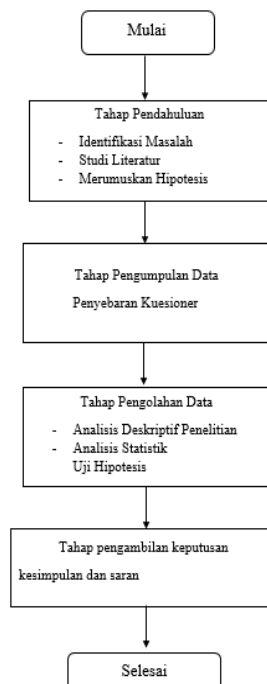 Mulai
Tahap Pendahuluan
- Identifikasi Masalah
- Studi Literatur
- Merumuskan Hipotesis
Tahap Pengumpulan Data
Penyebaran Kuesioner
Tahap Pengolahan Data
- Analisis Deskriptif Penelitian
- Analisis Statistik
Uji Hipotesis
Tahap pengambilan keputusan
kesimpulan dan saran
Selesai